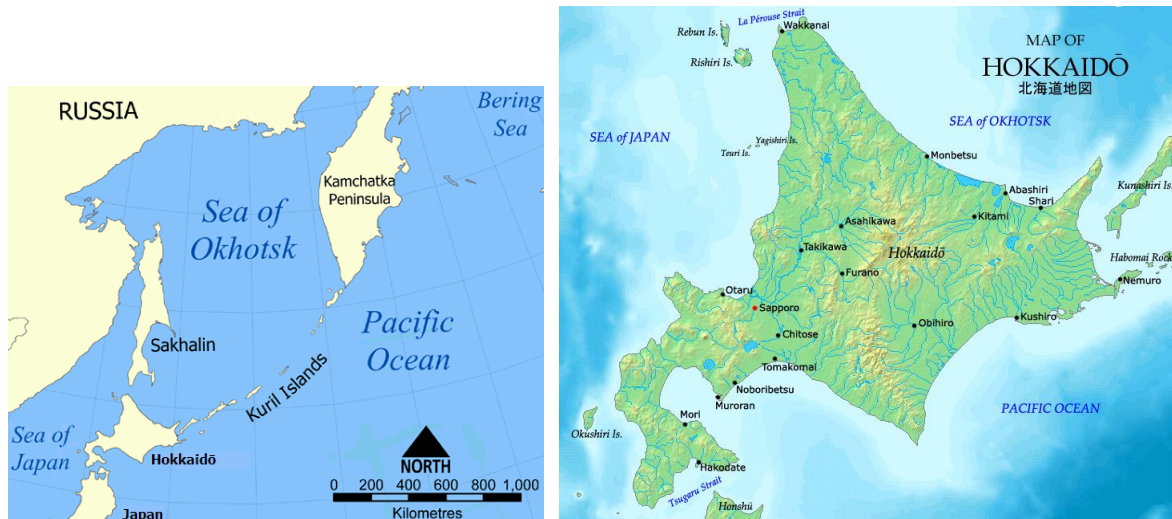 RUSSIA
Bering
Sea
Kamchatka
Peninsula
Sea of
Okhotsk
Pacific
Ocean
Sakhalin
Kuril Islands
Sea of
Japan
Hokkaidō
NORTH
0 200 400 600 800 1,000
Kilometres
Japan
La Pérouse Strait
Wakkanai
Rebun Is.
Rishiri Is.
MAP OF
HOKKAIDŌ
北海道地図
SEA of JAPAN
SEA of OKHOTSK
Yagishiri Is.
Teuri Is.
Monbetsu
Abashiri
Shari
Kunashiri Is.
Kitami
Asahikawa
Takikawa
Hokkaidō
Furano
Habomai Rock
Nemuro
Otaru
Sapporo
Kushiro
Obihiro
Chitose
Tomakomai
Noboribetsu
Muroran
PACIFIC OCEAN
Mori
Okushiri Is.
Hakodate
Tsugaru Strait
Honshū